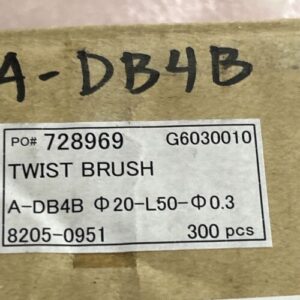 A-DB4B
PO# 728969 G6030010
TWIST BRUSH
A-DB4B Φ20-L50-Φ0.3
8205-0951 300 pcs